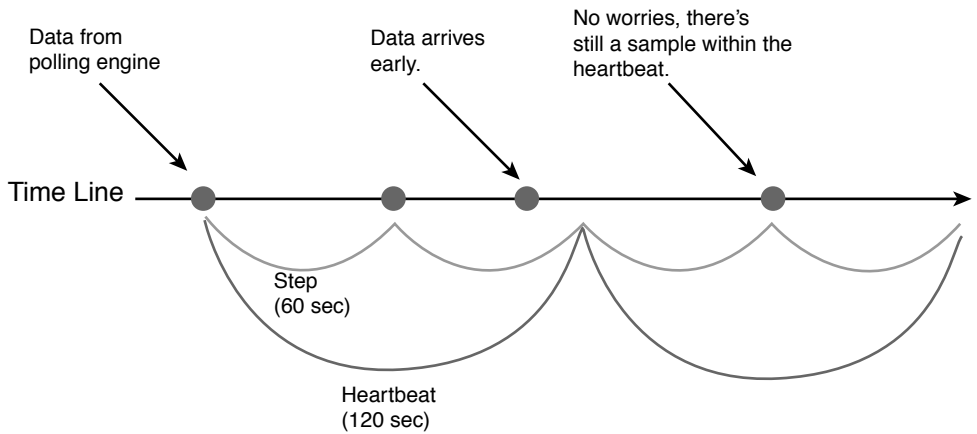 Data from
polling engine
Data arrives
early.
No worries, there's
still a sample within the
heartbeat.
Time Line
Step
(60 sec)
Heartbeat
(120 sec)